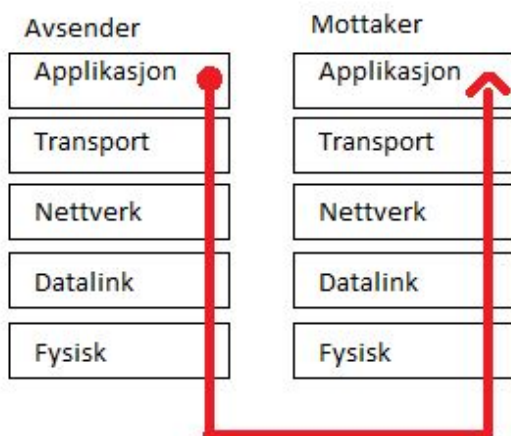 Avsender
Applikasjon
Transport
Nettverk
Datalink
Fysisk
Mottaker
Applikasjon
Transport
Nettverk
Datalink
Fysisk